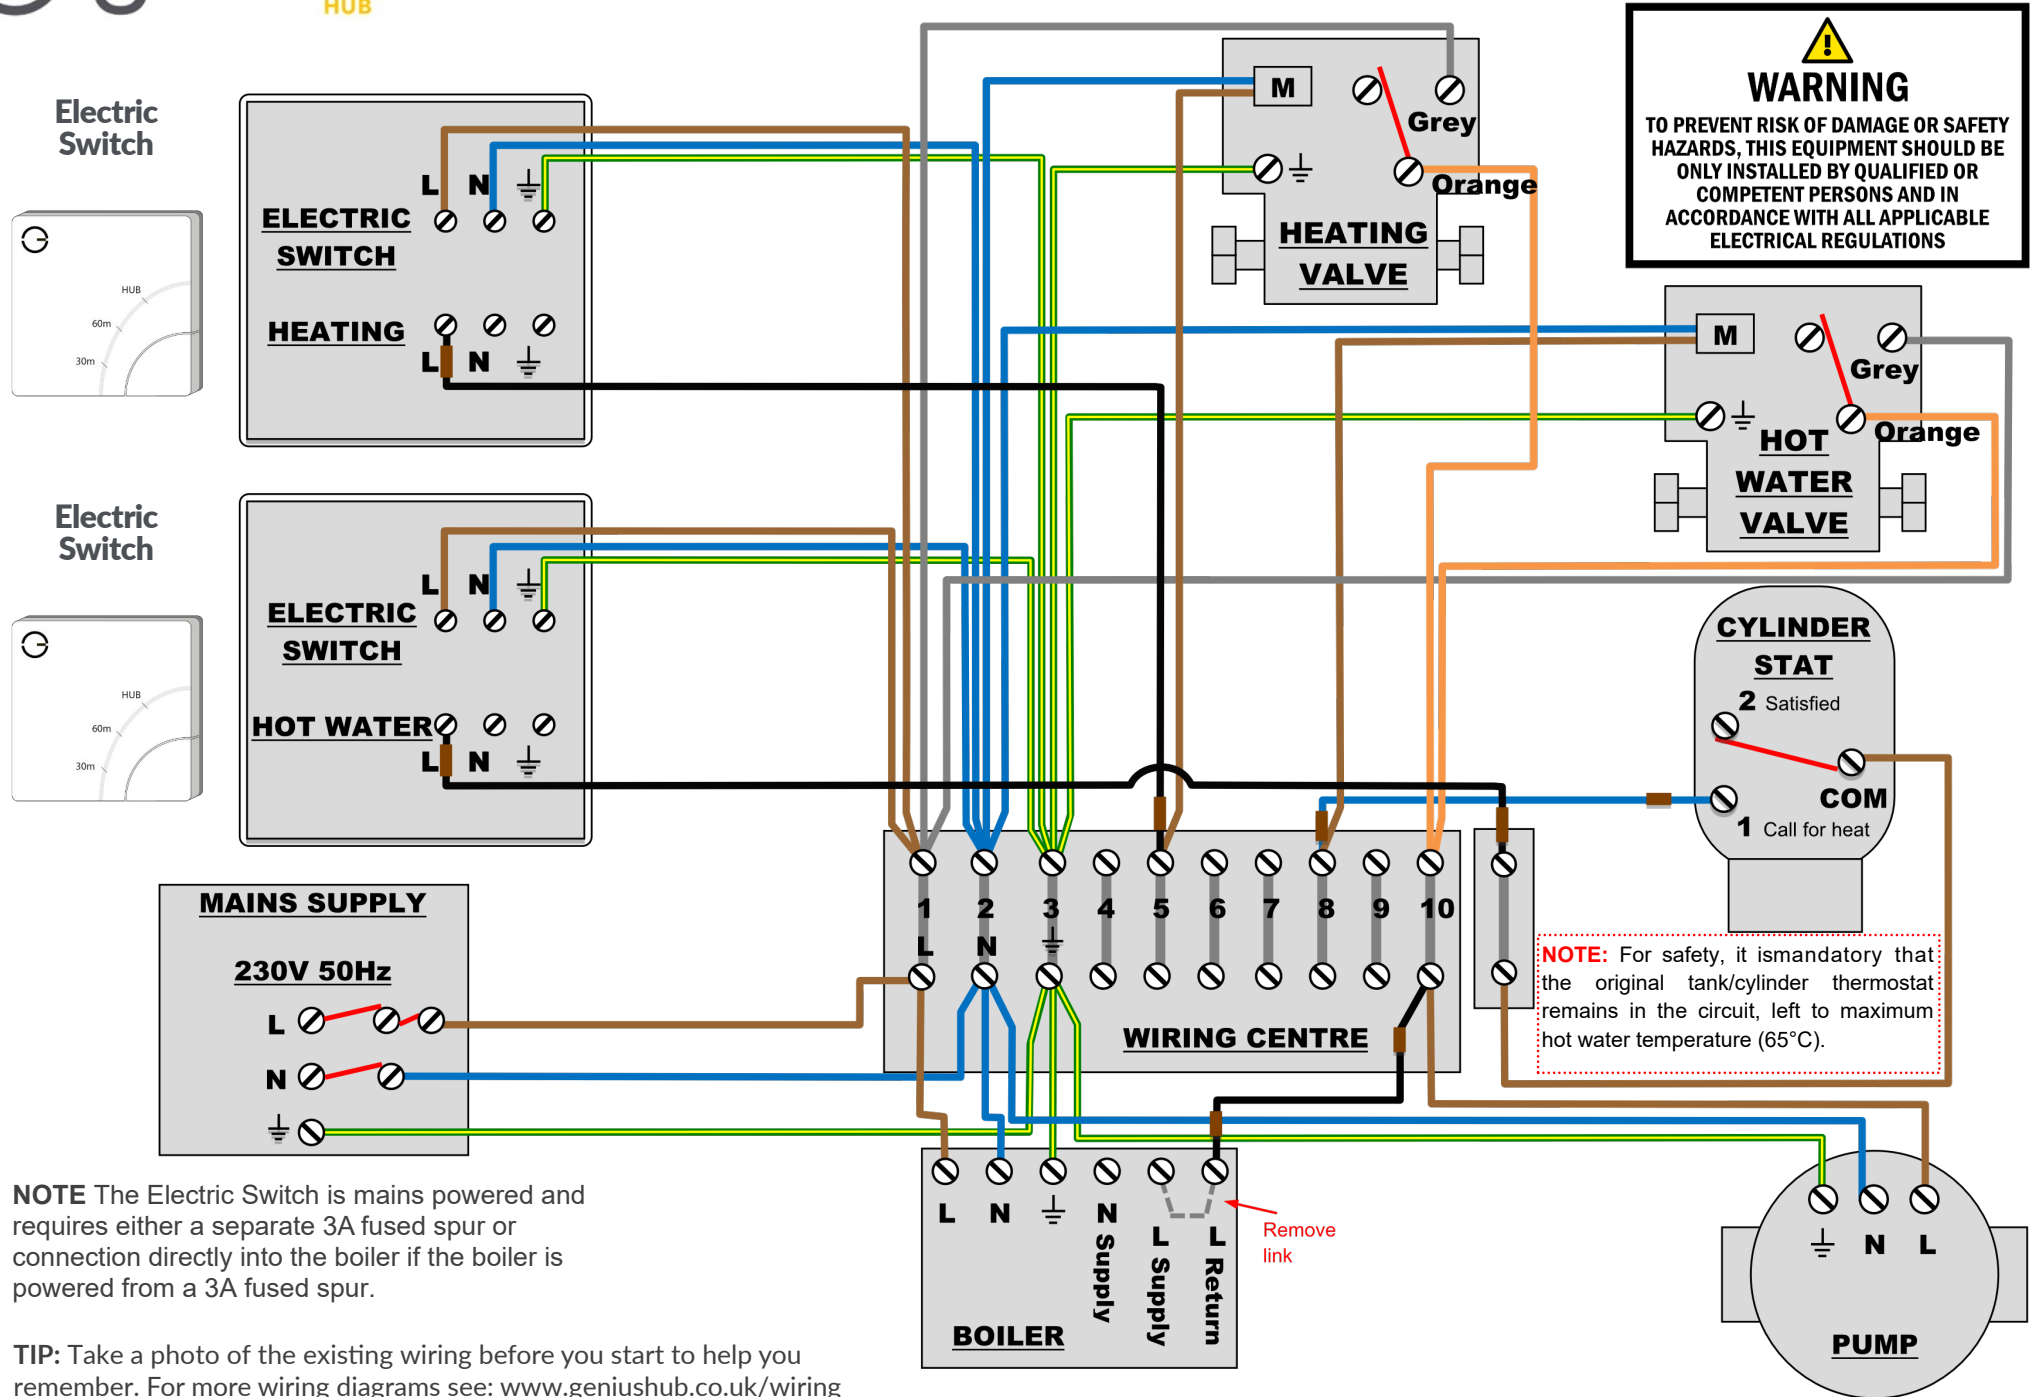 HUB
Electric
Switch
HUB
60m
30m
L N
ELECTRIC
SWITCH
HEATING
L N
M
Grey
Orange
HEATING
VALVE
WARNING
TO PREVENT RISK OF DAMAGE OR SAFETY
HAZARDS, THIS EQUIPMENT SHOULD BE
ONLY INSTALLED BY QUALIFIED OR
COMPETENT PERSONS AND IN
ACCORDANCE WITH ALL APPLICABLE
ELECTRICAL REGULATIONS
M
Grey
Orange
HOT
WATER
VALVE
Electric
Switch
HUB
60m
30m
L N
ELECTRIC
SWITCH
HOT WATER
L N
CYLINDER
STAT
2 Satisfied
COM
1 Call for heat
MAINS SUPPLY
230V 50Hz
L
N
1 2 3 4 5 6 7 8 9 10
L N
WIRING CENTRE
NOTE: For safety, it ismandatory that
the original tank/cylinder thermostat
remains in the circuit, left to maximum
hot water temperature (65°C).
NOTE The Electric Switch is mains powered and
requires either a separate 3A fused spur or
connection directly into the boiler if the boiler is
powered from a 3A fused spur.
TIP: Take a photo of the existing wiring before you start to help you
remember. For more wiring diagrams see: www.geniushub.co.uk/wiring
L N
N Supply
L Supply
L Return
Remove
link
BOILER
N L
PUMP